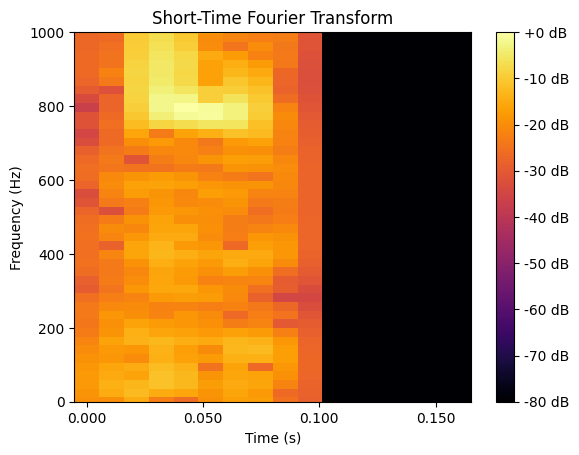 Short-Time Fourier Transform
1000
800
600
400
200
0
Frequency (Hz)
0.000
0.050
0.100
0.150
Time (s)
+0 dB
-10 dB
-20 dB
-30 dB
-40 dB
-50 dB
-60 dB
-70 dB
-80 dB